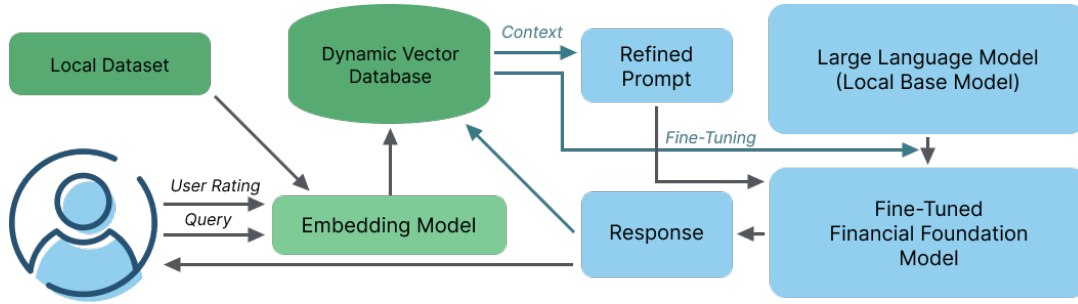 Local Dataset
Dynamic Vector
Database
Context
Refined
Prompt
Large Language Model
(Local Base Model)
Fine-Tuning
User Rating
Query
Embedding Model
Response
Fine-Tuned
Financial Foundation
Model